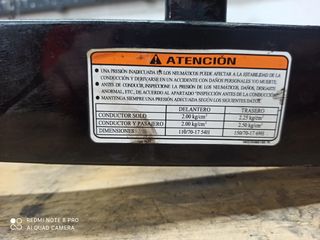 ATENCIÓN
UNA PRESIÓN INADECUADA EN LOS NEUMÁTICOS PUEDE AFECTAR A LA ESTABILIDAD DE LA
CONDUCCIÓN Y DERIVARSE EN UN ACCIDENTE CON DAÑOS PERSONALES Y/O MUERTE.
ANTES DE CONDUCIR, INSPECCIONE LA PRESIÓN DE LOS NEUMÁTICOS, DAÑOS, DESGASTE
ANORMAL, ETC., DE ACUERDO AL APARTADO "INSPECCIÓN ANTES DE LA CONDUCCIÓN".
MANTENGA SIEMPRE UNA PRESIÓN ADECUADA SEGÚN LOS SIGUIENTES DATOS.
DELANTERO TRASERO
CONDUCTOR SOLO 2.00 kg/cm² 2.25 kg/cm²
CONDUCTOR Y PASAJERO 2.00 kg/cm² 2.50 kg/cm²
DIMENSIONES 110/70-17 54H 150/70-17 69H
REDMI NOTE 8 PRO
AI QUAD CAMERA